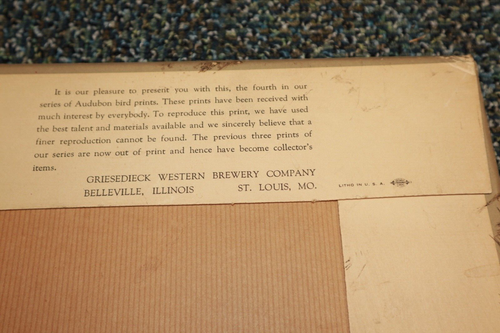 It is our pleasure to present you with this, the fourth in our
series of Audubon bird prints. These prints have been received with
much interest by everybody. To reproduce this print, we have used
the best talent and materials available and we sincerely believe that a
finer reproduction cannot be found. The previous three prints of
our series are now out of print and hence have become collector's
items.
GRIESEDIECK WESTERN BREWERY COMPANY
BELLEVILLE, ILLINOIS ST. LOUIS, MO.
LITHO IN U. S. A.